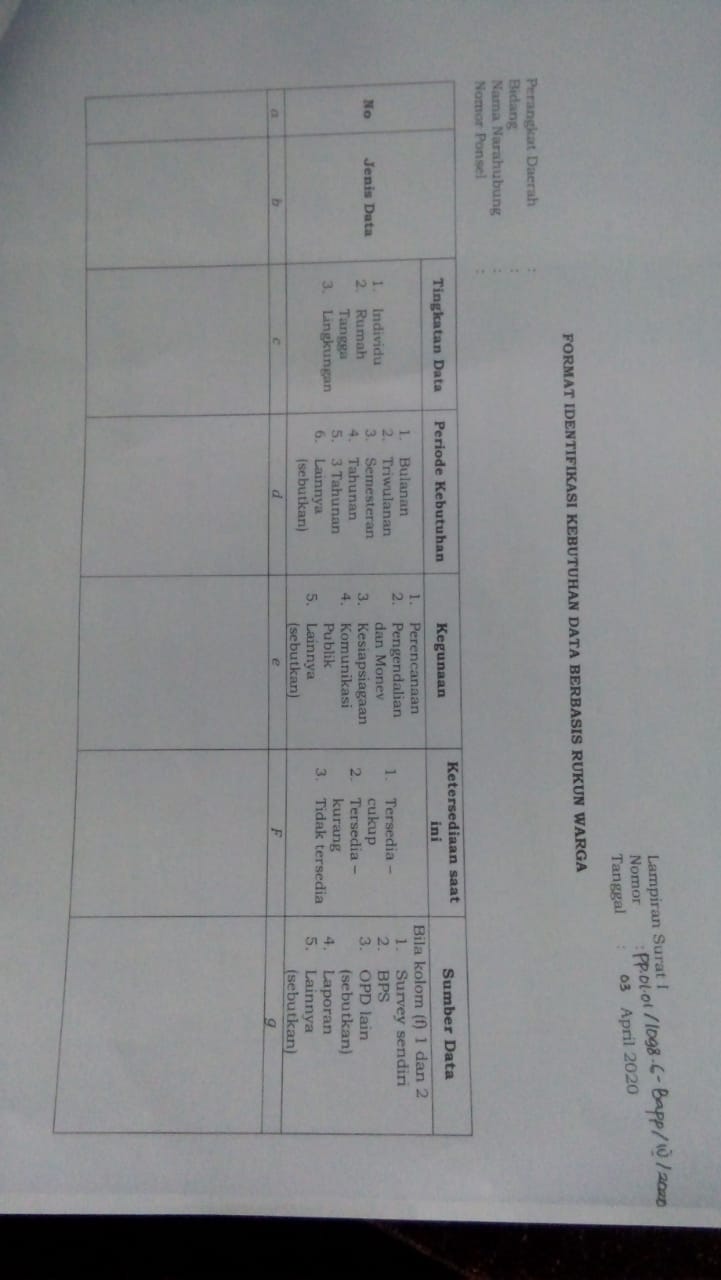 Lampiran Surat I
Nomor : PP.01.01/1098.6-Bapp/IV/2020
Tanggal : 03 April 2020
FORMAT IDENTIFIKASI KEBUTUHAN DATA BERBASIS RUKUN WARGA
Perangkat Daerah :
Bidang :
Nama Narahubung :
Nomor Ponsel :
No
Jenis Data
Tingkatan Data
1. Individu
2. Rumah
Tangga
3. Lingkungan
Periode Kebutuhan
1. Bulanan
2. Triwulanan
3. Semesteran
4. Tahunan
5. 3 Tahunan
6. Lainnya
(sebutkan)
Kegunaan
1. Perencanaan
2. Pengendalian
dan Monev
3. Kesiapsiagaan
4. Komunikasi
Publik
5. Lainnya
(sebutkan)
Ketersediaan saat
ini
1. Tersedia –
cukup
2. Tersedia –
kurang
3. Tidak tersedia
Sumber Data
Bila kolom (f) 1 dan 2
1. Survey sendiri
2. BPS
3. OPD lain
(sebutkan)
4. Laporan
5. Lainnya
(sebutkan)
a b c d e F g